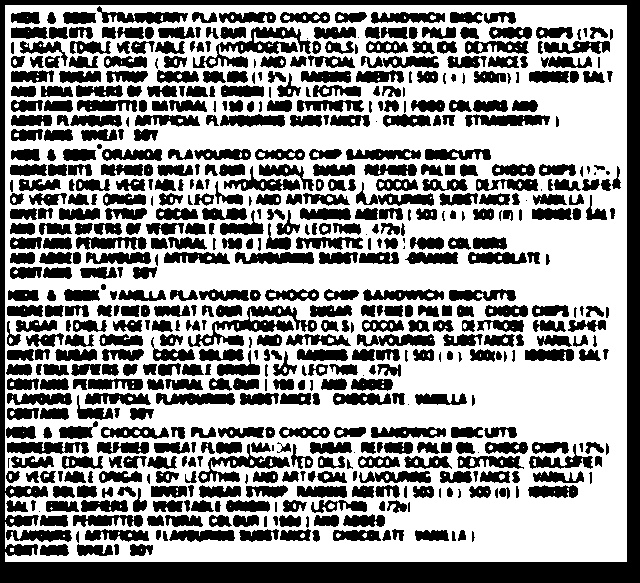 HIDE & SEEK STRAWBERRY FLAVOURED CHOCO CHIP SANDWICH BISCUITS
INGREDIENTS REFINED WHEAT FLOUR (MAIDA) SUGAR REFINED PALM OIL CHOCO CHIPS (12%)
[ SUGAR, EDIBLE VEGETABLE FAT (HYDROGENATED OILS) COCOA SOLIDS DEXTROSE EMULSIFIER
OF VEGETABLE ORIGIN ( SOY LECITHIN ) AND ARTIFICIAL FLAVOURING SUBSTANCES VANILLA ]
INVERT SUGAR SYRUP COCOA SOLIDS (1 5%) RAISING AGENTS [ 503 ( ii ) 500(ii) ] IODISED SALT
AND EMULSIFIERS OF VEGETABLE ORIGIN [ SOY LECITHIN 472e]
CONTAINS PERMITTED NATURAL [ 150 d ] AND SYNTHETIC [ 129 ] FOOD COLOURS AND
ADDED FLAVOURS ( ARTIFICIAL FLAVOURING SUBSTANCES - CHOCOLATE STRAWBERRY )
CONTAINS WHEAT SOY
HIDE & SEEK ORANGE FLAVOURED CHOCO CHIP SANDWICH BISCUITS
INGREDIENTS REFINED WHEAT FLOUR ( MAIDA) SUGAR REFINED PALM OIL CHOCO CHIPS (12% )
[ SUGAR EDIBLE VEGETABLE FAT ( HYDROGENATED OILS ) COCOA SOLIDS, DEXTROSE, EMULSIFIER
OF VEGETABLE ORIGIN ( SOY LECITHIN ) AND ARTIFICIAL FLAVOURING SUBSTANCES VANILLA ]
INVERT SUGAR SYRUP COCOA SOLIDS (1 5%) RAISING AGENTS [ 503 ( ii ) 500 (ii) ] IODISED SALT
AND EMULSIFIERS OF VEGETABLE ORIGIN [ SOY LECITHIN 472e]
CONTAINS PERMITTED NATURAL [ 150 d ] AND SYNTHETIC [ 110 ] FOOD COLOURS
AND ADDED FLAVOURS ( ARTIFICIAL FLAVOURING SUBSTANCES -ORANGE CHOCOLATE )
CONTAINS WHEAT SOY
HIDE & SEEK VANILLA FLAVOURED CHOCO CHIP SANDWICH BISCUITS
INGREDIENTS REFINED WHEAT FLOUR (MAIDA) SUGAR REFINED PALM OIL CHOCO CHIPS (12%)
[ SUGAR EDIBLE VEGETABLE FAT (HYDROGENATED OILS) COCOA SOLIDS DEXTROSE EMULSIFIER
OF VEGETABLE ORIGIN ( SOY LECITHIN ) AND ARTIFICIAL FLAVOURING SUBSTANCES VANILLA ]
INVERT SUGAR SYRUP COCOA SOLIDS (1 5%) RAISING AGENTS [ 503 ( ii ) 500(ii) ] IODISED SALT
AND EMULSIFIERS OF VEGETABLE ORIGIN [ SOY LECITHIN 472e]
CONTAINS PERMITTED NATURAL COLOUR [ 150 d ] AND ADDED
FLAVOURS ( ARTIFICIAL FLAVOURING SUBSTANCES CHOCOLATE VANILLA )
CONTAINS WHEAT SOY
HIDE & SEEK CHOCOLATE FLAVOURED CHOCO CHIP SANDWICH BISCUITS
INGREDIENTS REFINED WHEAT FLOUR (MAIDA) SUGAR REFINED PALM OIL CHOCO CHIPS (12%)
[SUGAR EDIBLE VEGETABLE FAT (HYDROGENATED OILS), COCOA SOLIDS, DEXTROSE, EMULSIFIER
OF VEGETABLE ORIGIN ( SOY LECITHIN ) AND ARTIFICIAL FLAVOURING SUBSTANCES VANILLA ]
COCOA SOLIDS (4 4%) INVERT SUGAR SYRUP RAISING AGENTS [ 503 ( ii ) 500 (ii) ] IODISED
SALT EMULSIFIERS OF VEGETABLE ORIGIN [ SOY LECITHIN 472e]
CONTAINS PERMITTED NATURAL COLOUR [ 150d ] AND ADDED
FLAVOURS ( ARTIFICIAL FLAVOURING SUBSTANCES CHOCOLATE VANILLA )
CONTAINS WHEAT SOY